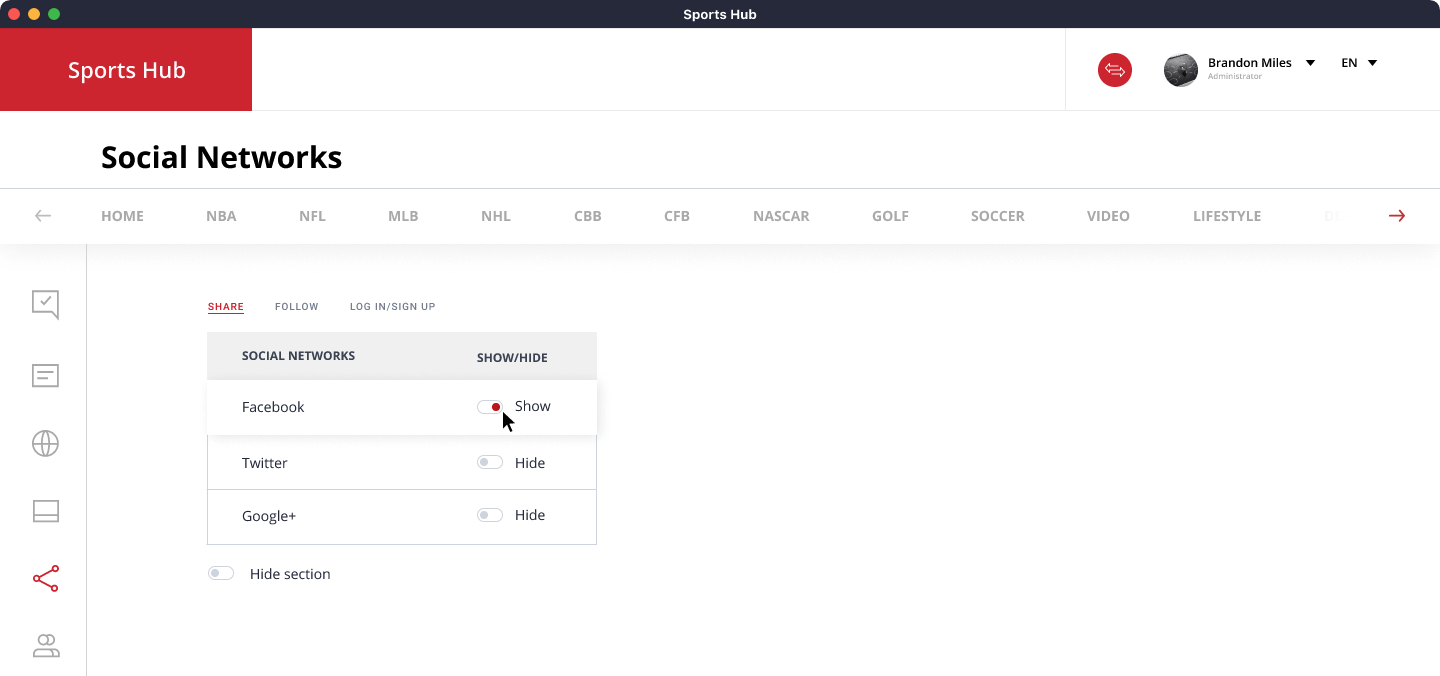 Sports Hub
Sports Hub
Brandon Miles
Administrator
EN
Social Networks
HOME NBA NFL MLB NHL CBB CFB NASCAR GOLF SOCCER VIDEO LIFESTYLE
SHARE FOLLOW LOG IN/SIGN UP
SOCIAL NETWORKS SHOW/HIDE
Facebook Show
Twitter Hide
Google+ Hide
Hide section